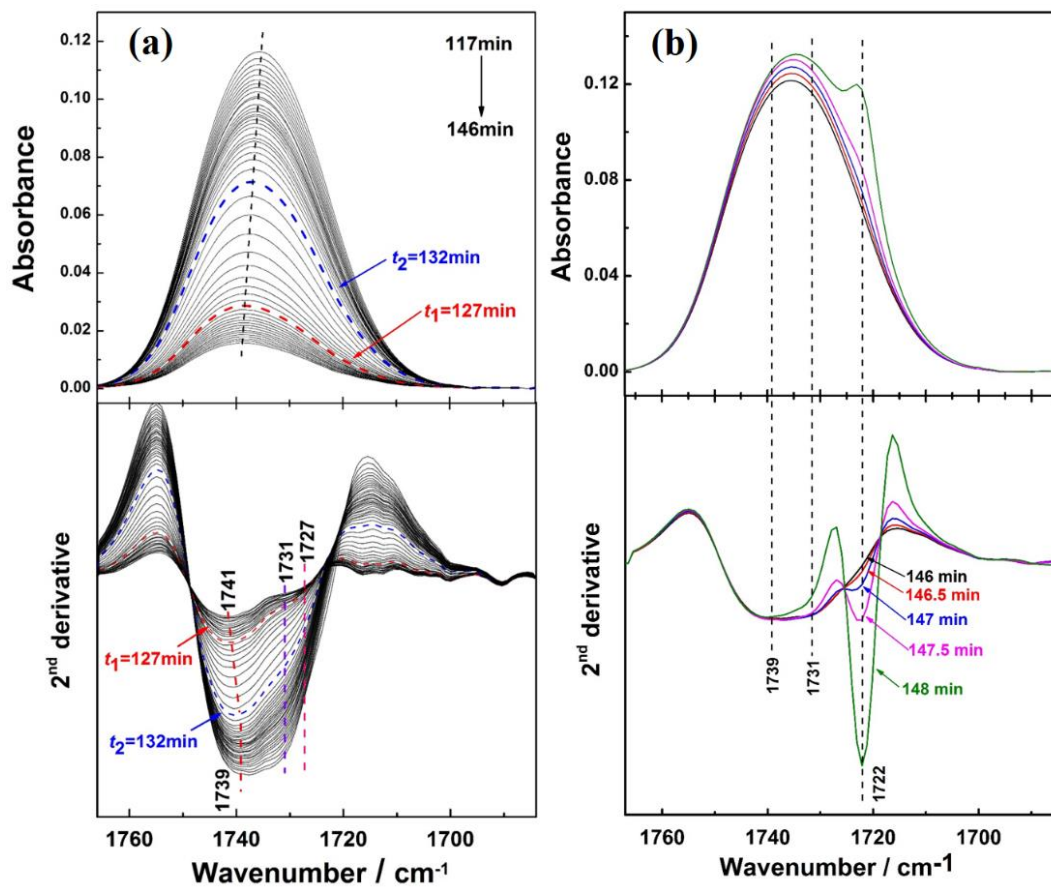 (a)
117min
146min
Absorbance
0.12
0.10
0.08
0.06
0.04
0.02
0.00
t2=132min
t1=127min
2nd derivative
1741
1731
1727
t1=127min
t2=132min
1739
1760
1740
1720
1700
Wavenumber / cm-1
(b)
Absorbance
0.12
0.08
0.04
0.00
2nd derivative
146 min
146.5 min
147 min
147.5 min
148 min
1739
1731
1722
1760
1740
1720
1700
Wavenumber / cm-1